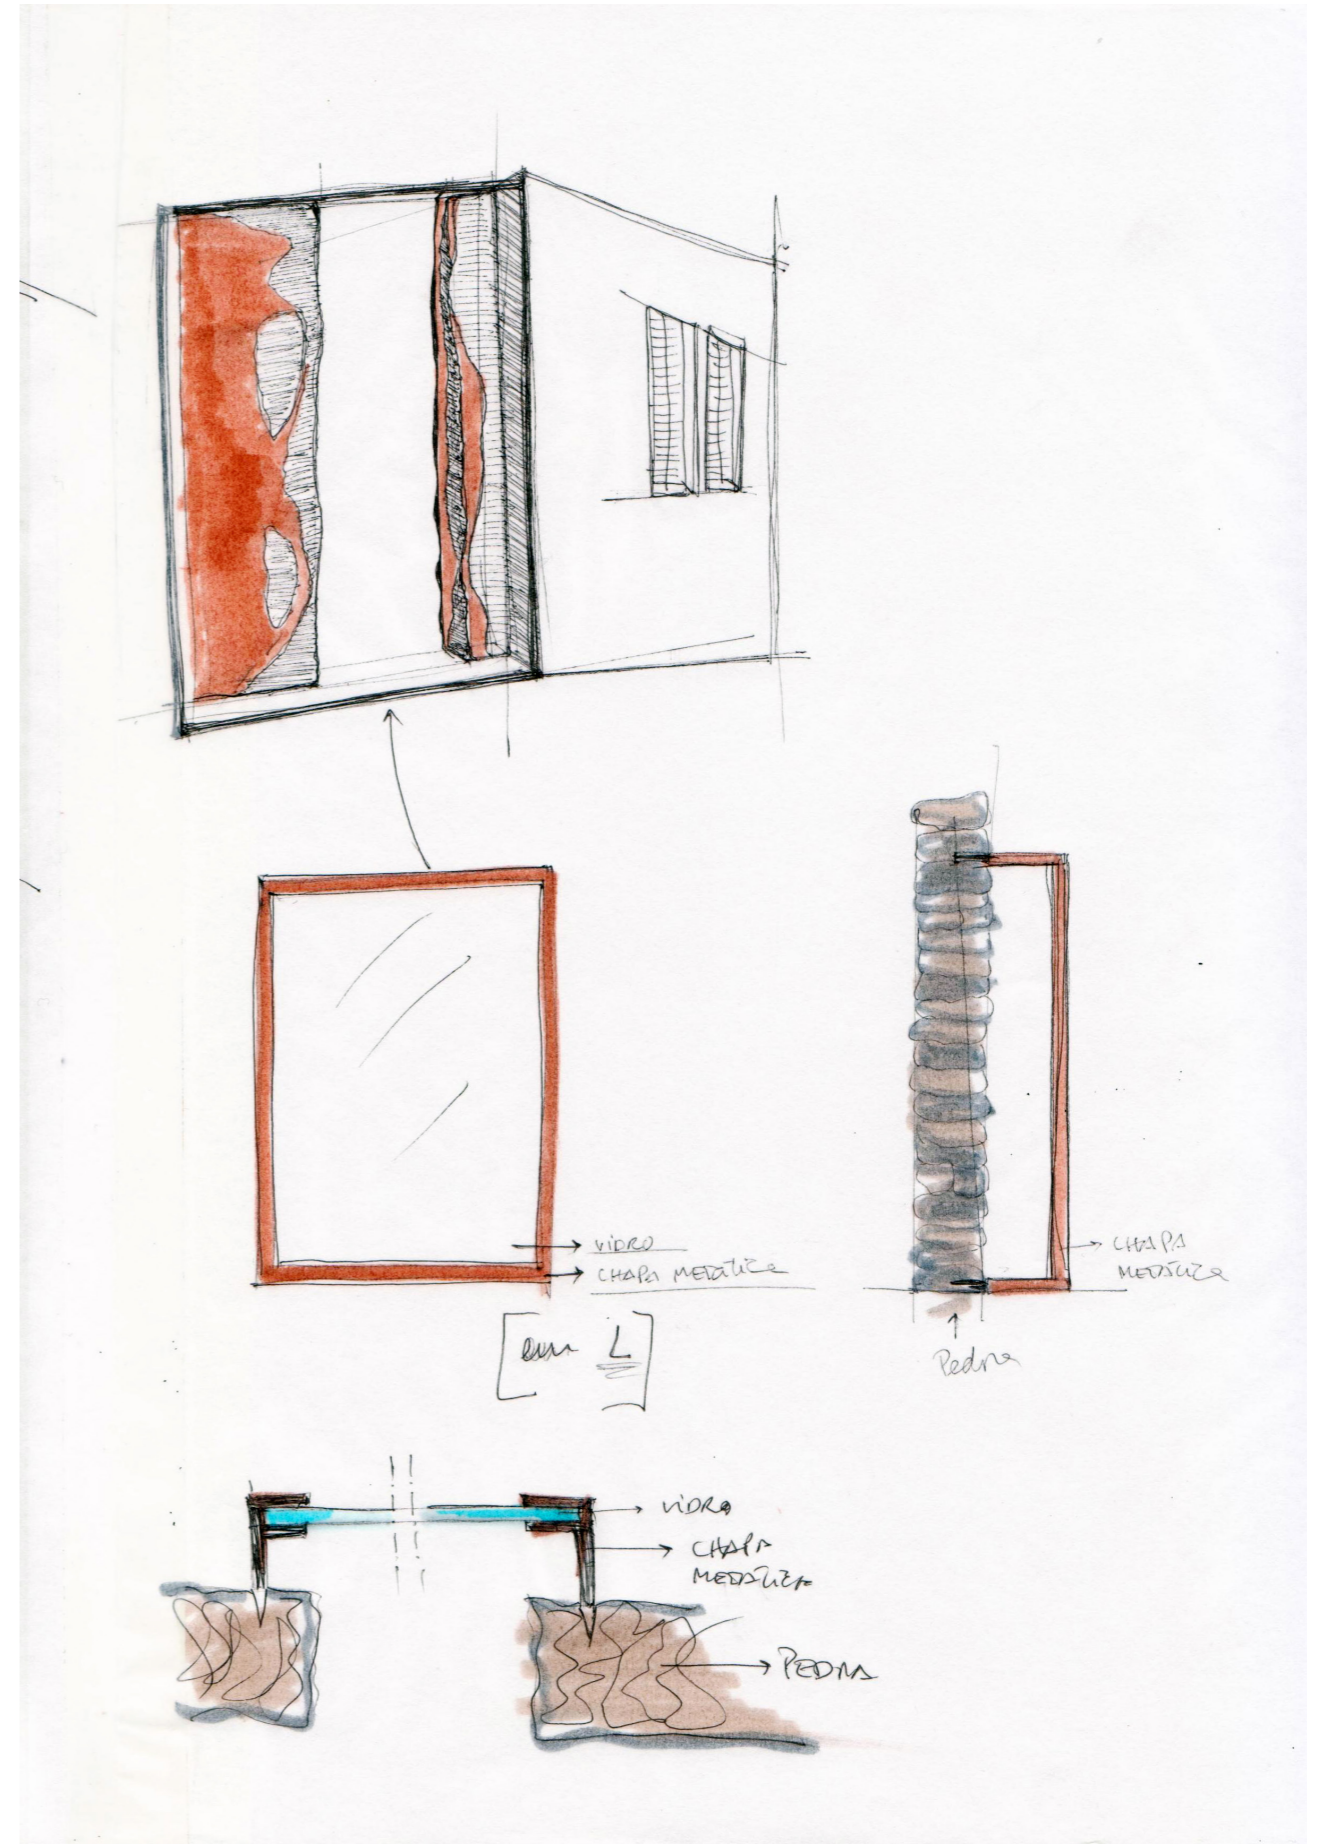 VIDRO
CHAPA METÁLICA
CHAPA
METÁLICA
[em L]
Pedra
VIDRO
CHAPA
METÁLICA
PEDRA